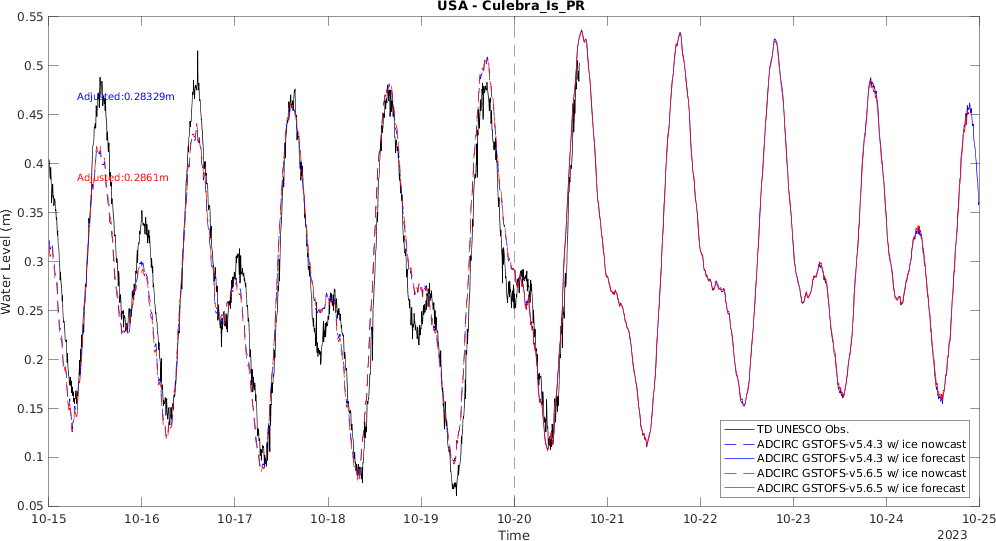 USA - Culebra_Is_PR
0.55
0.5
0.45
0.4
0.35
0.3
0.25
0.2
0.15
0.1
0.05
Water Level (m)
Adjusted:0.28329m
Adjusted:0.2861m
TD UNESCO Obs.
ADCIRC GSTOFS-v5.4.3 w/ ice nowcast
ADCIRC GSTOFS-v5.4.3 w/ ice forecast
ADCIRC GSTOFS-v5.6.5 w/ ice nowcast
ADCIRC GSTOFS-v5.6.5 w/ ice forecast
10-15 10-16 10-17 10-18 10-19 10-20 10-21 10-22 10-23 10-24 10-25
Time
2023